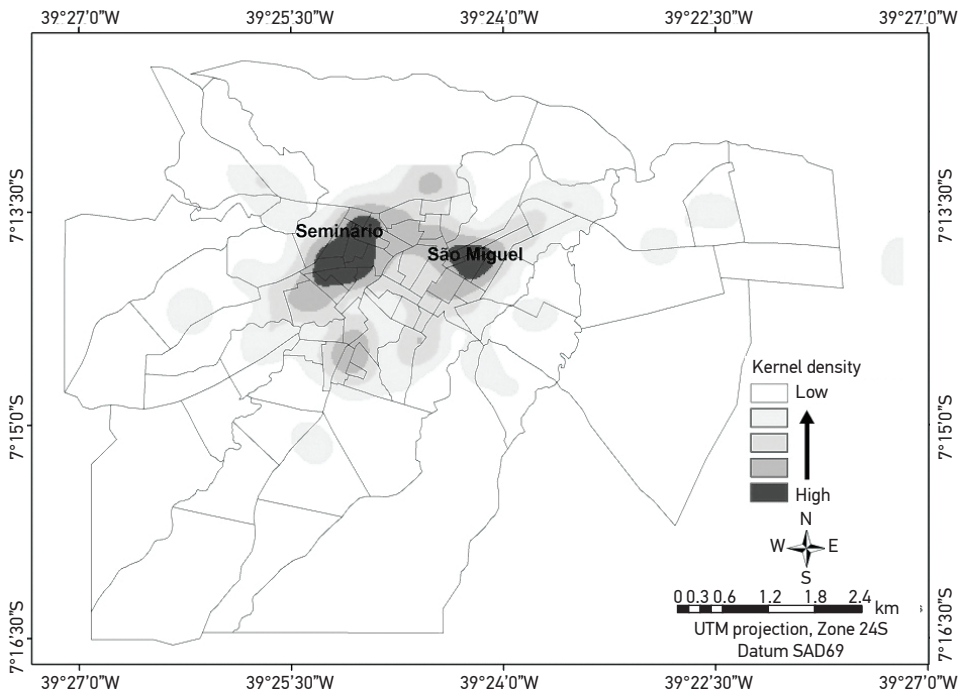 39°27'0"W 39°25'30"W 39°24'0"W 39°22'30"W 39°27'0"W
7°13'30"S 7°13'30"S
Seminário
São Miguel
Kernel density
Low
7°15'0"S 7°15'0"S
High
N
W E
S
0 0.3 0.6 1.2 1.8 2.4 km
s
UTM projection, Zone 24S
Datum SAD69
7°16'30"S 7°16'30"S
39°27'0"W 39°25'30"W 39°24'0"W 39°22'30"W 39°27'0"W